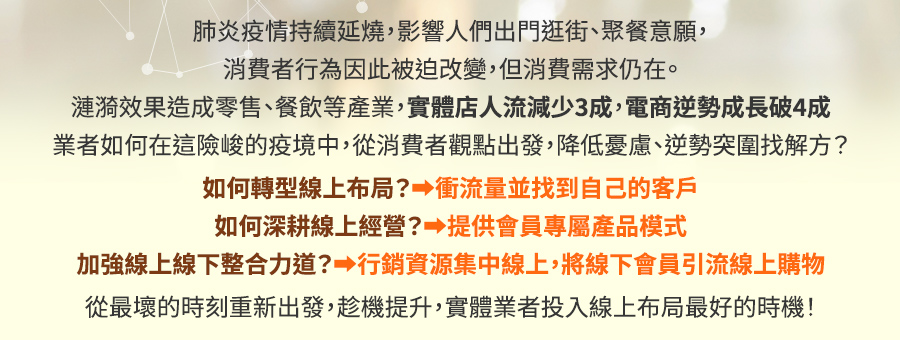 肺炎疫情持續延燒，影響人們出門逛街、聚餐意願，
消費者行為因此被迫改變，但消費需求仍在。
漣漪效果造成零售、餐飲等產業，實體店人流減少3成，電商逆勢成長破4成
業者如何在這險峻的疫境中，從消費者觀點出發，降低憂慮、逆勢突圍找解方？
如何轉型線上布局？➡衝流量並找到自己的客戶
如何深耕線上經營？➡提供會員專屬產品模式
加強線上線下整合力道？➡行銷資源集中線上，將線下會員引流線上購物
從最壞的時刻重新出發，趁機提升，實體業者投入線上布局最好的時機！